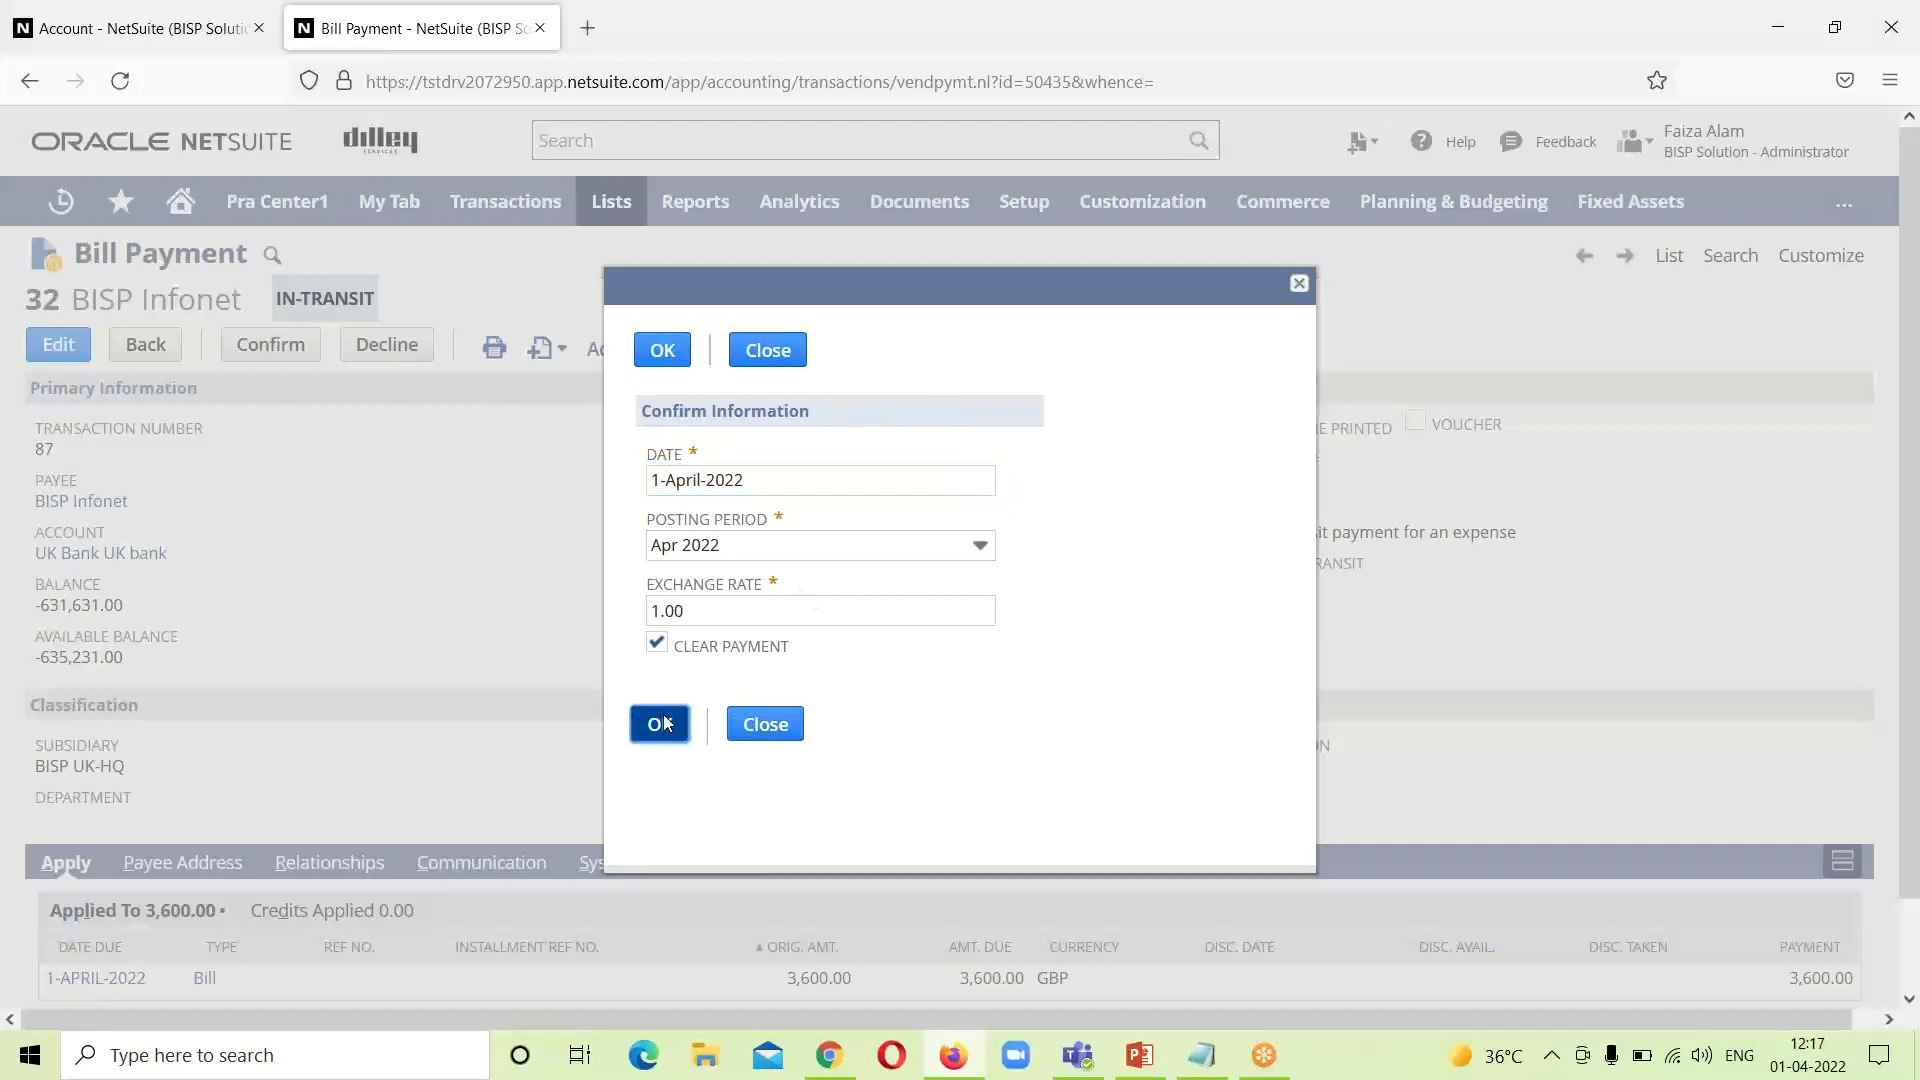 Account - NetSuite (BISP Soluti
Bill Payment - NetSuite (BISP So
https://tstdrv2072950.app.netsuite.com/app/accounting/transactions/vendpymt.nl?id=50435&whence=
ORACLE NETSUITE
dilley
SERVICES
Search
Help
Feedback
Faiza Alam
BISP Solution - Administrator
Pra Center1
My Tab
Transactions
Lists
Reports
Analytics
Documents
Setup
Customization
Commerce
Planning & Budgeting
Fixed Assets
...
Bill Payment
List
Search
Customize
32 BISP Infonet
IN-TRANSIT
Edit
Back
Confirm
Decline
Primary Information
TRANSACTION NUMBER
87
PAYEE
BISP Infonet
ACCOUNT
UK Bank UK bank
BALANCE
-631,631.00
AVAILABLE BALANCE
-635,231.00
Classification
SUBSIDIARY
BISP UK-HQ
DEPARTMENT
OK
Close
Confirm Information
DATE *
1-April-2022
POSTING PERIOD *
Apr 2022
EXCHANGE RATE *
1.00
CLEAR PAYMENT
OK
Close
E PRINTED
VOUCHER
it payment for an expense
RANSIT
N
Apply
Payee Address
Relationships
Communication
Sys
Applied To 3,600.00 •
Credits Applied 0.00
DATE DUE TYPE REF NO. INSTALLMENT REF NO. ▲ ORIG. AMT. AMT. DUE CURRENCY DISC. DATE DISC. AVAIL. DISC. TAKEN PAYMENT
1-APRIL-2022 Bill 3,600.00 3,600.00 GBP 3,600.00
Type here to search
36°C
ENG
12:17
01-04-2022